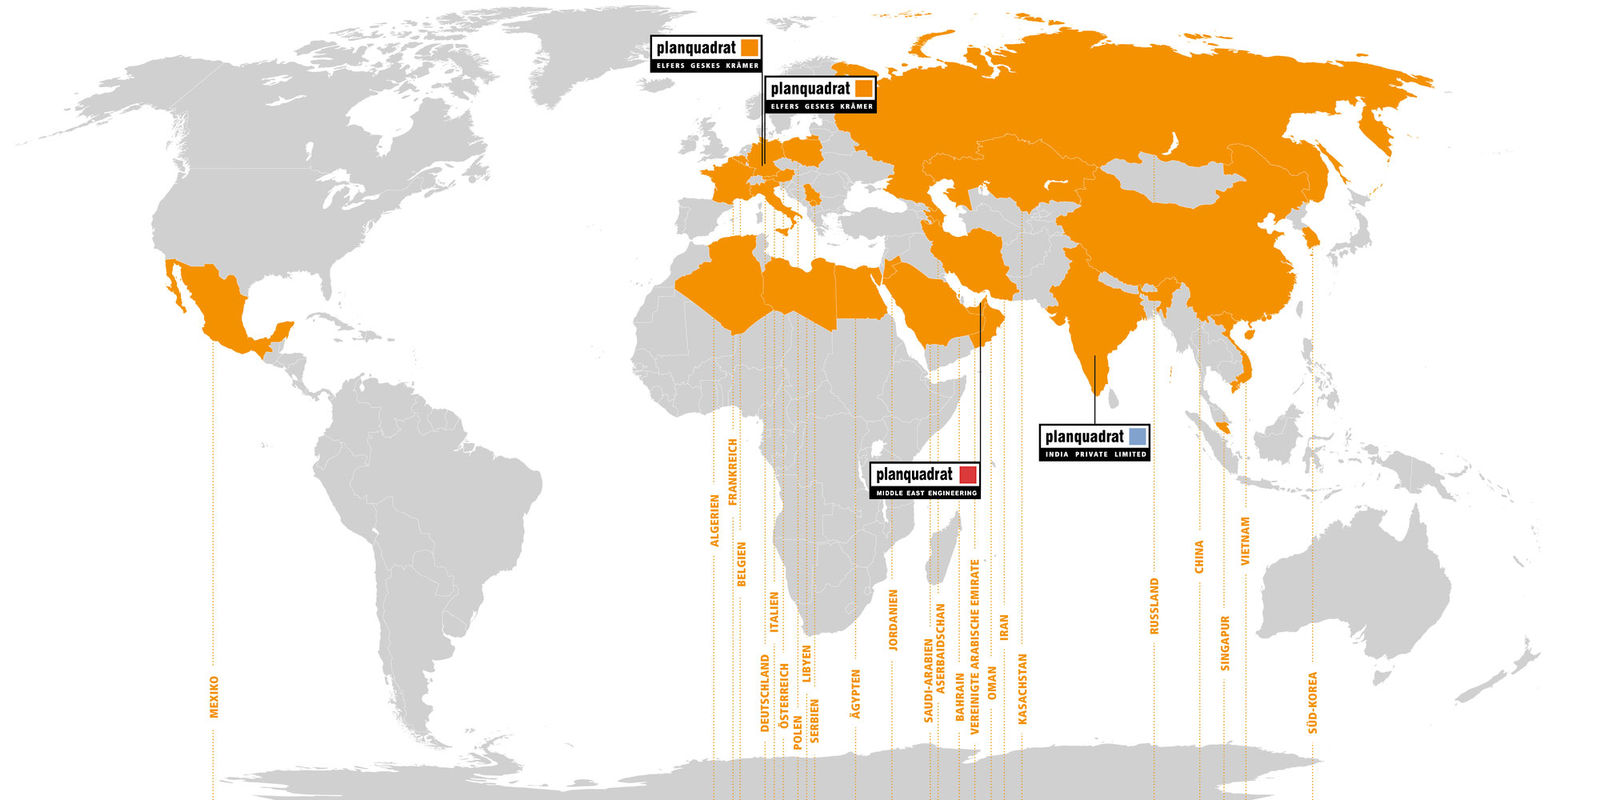 planquadrat
ELFERS GESKES KRÄMER
planquadrat
ELFERS GESKES KRÄMER
planquadrat
INDIA PRIVATE LIMITED
planquadrat
MIDDLE EAST ENGINEERING
MEXIKO
ALGERIEN
FRANKREICH
BELGIEN
DEUTSCHLAND
ITALIEN
ÖSTERREICH
POLEN
LIBYEN
SERBIEN
ÄGYPTEN
JORDANIEN
SAUDI-ARABIEN
ASERBAIDSCHAN
BAHRAIN
VEREINIGTE ARABISCHE EMIRATE
OMAN
IRAN
KASACHSTAN
RUSSLAND
CHINA
SINGAPUR
VIETNAM
SÜD-KOREA